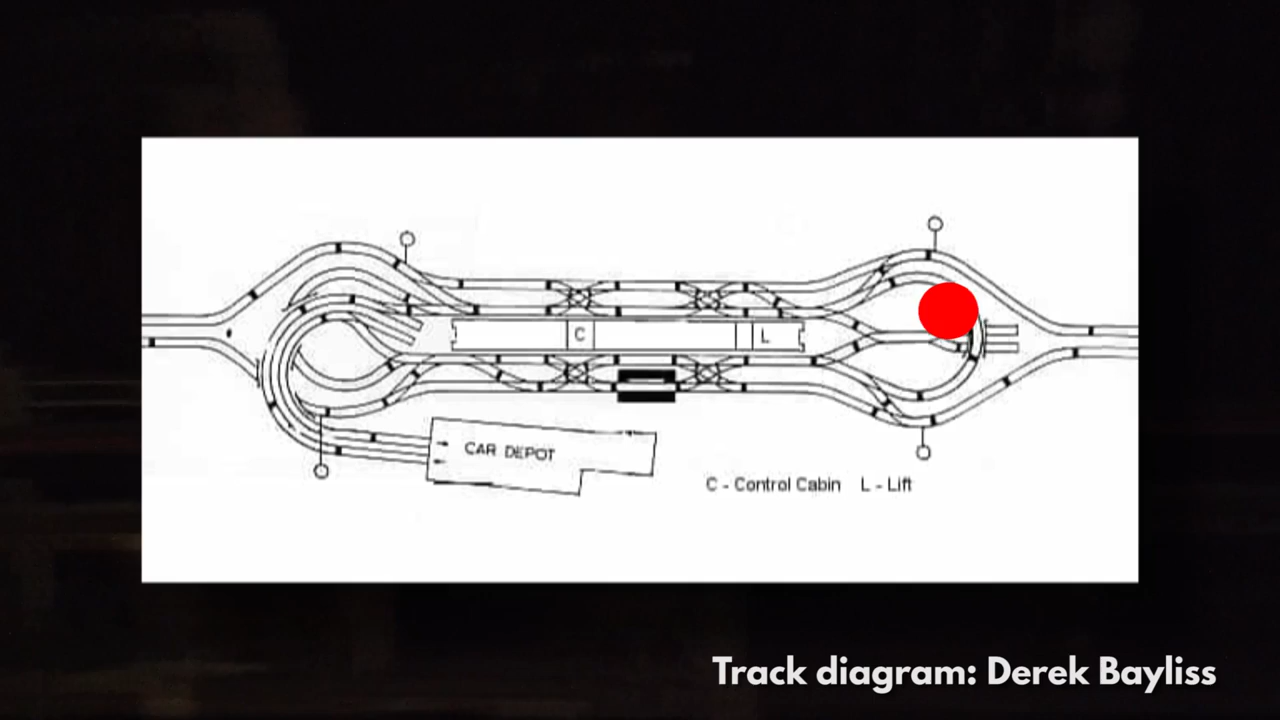 C
L
CAR DEPOT
C - Control Cabin L - Lift
Track diagram: Derek Bayliss